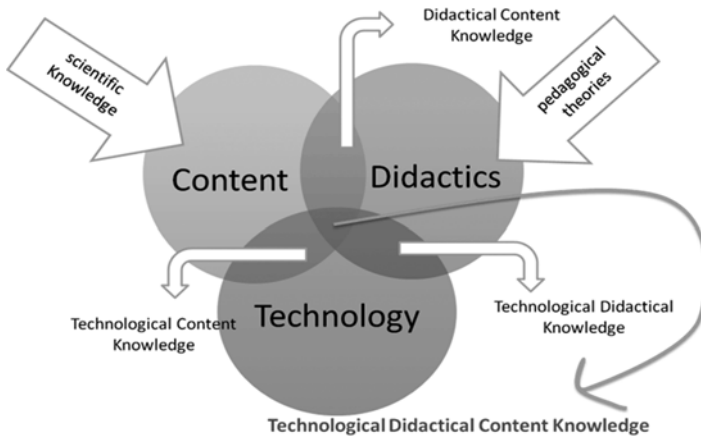 Didactical Content
Knowledge
scientific
Knowledge
pedagogical
theories
Content
Didactics
Technological Content
Knowledge
Technology
Technological Didactical
Knowledge
Technological Didactical Content Knowledge